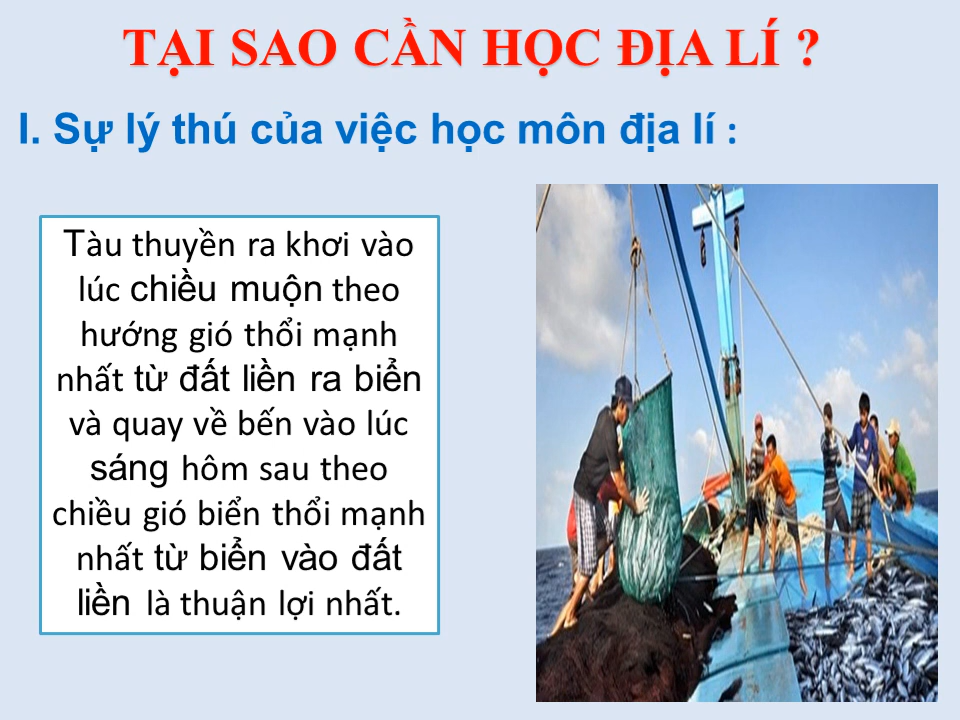 TẠI SAO CẦN HỌC ĐỊA LÍ ?
I. Sự lý thú của việc học môn địa lí :
Tàu thuyền ra khơi vào
lúc chiều muộn theo
hướng gió thổi mạnh
nhất từ đất liền ra biển
và quay về bến vào lúc
sáng hôm sau theo
chiều gió biển thổi mạnh
nhất từ biển vào đất
liền là thuận lợi nhất.